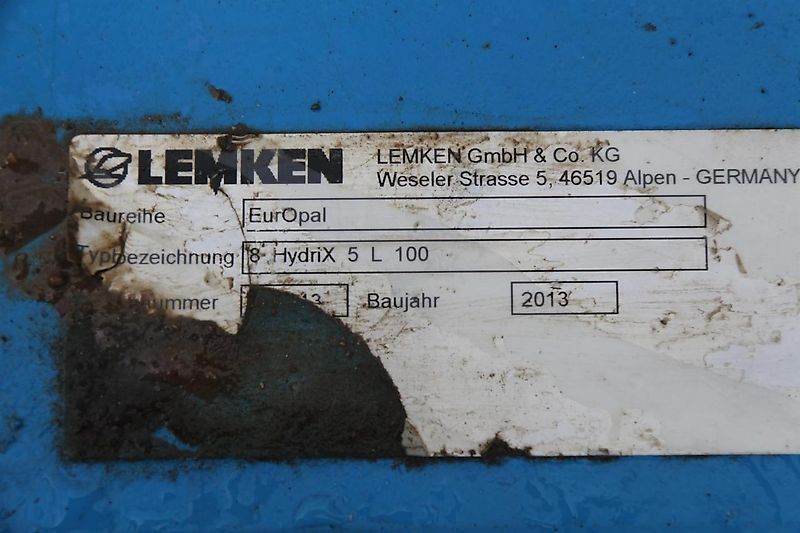 LEMKEN
LEMKEN GmbH & Co. KG
Weseler Strasse 5, 46519 Alpen - GERMANY
Baureihe EurOpal
Typbezeichnung 8 HydriX 5 L 100
Baujahr 2013